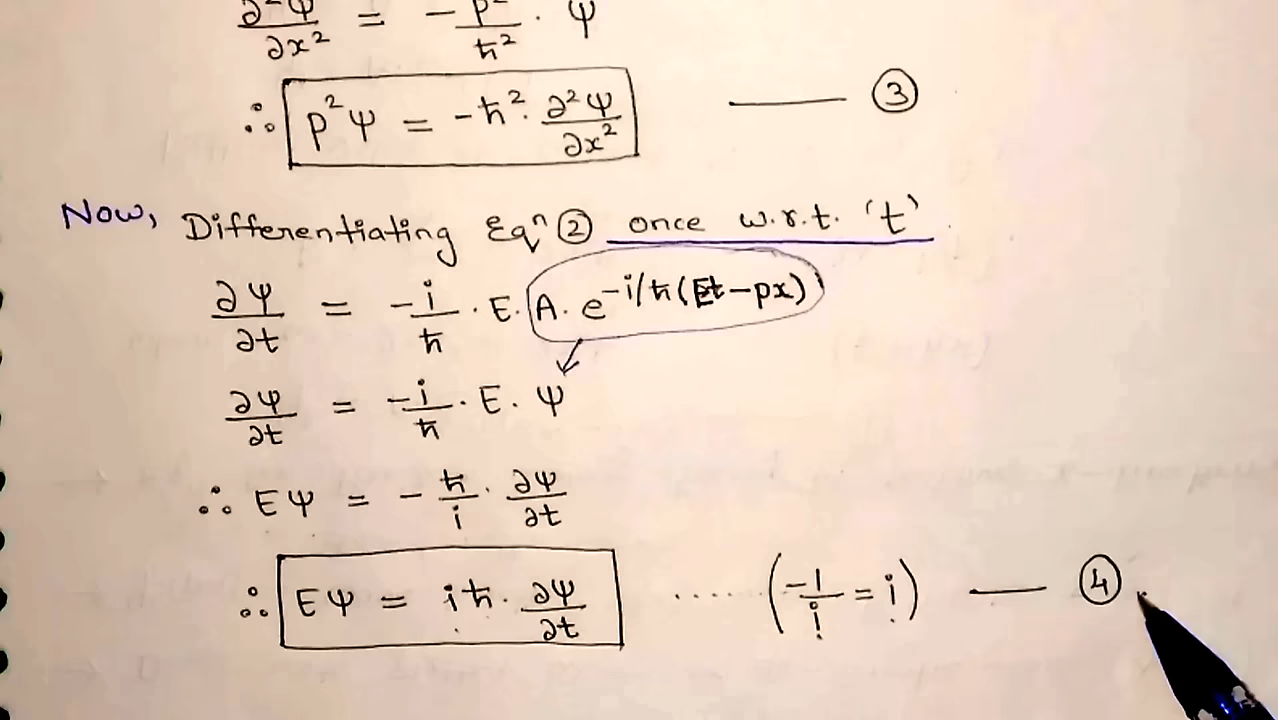 ∂²Ψ/∂x² = -p²/ħ² · Ψ
∴ p²Ψ = -ħ² · ∂²Ψ/∂x² —— ③
Now, Differentiating Eqⁿ ② once w.r.t. 't'
∂Ψ/∂t = -i/ħ · E · A · e^{-i/ħ(Et-px)}
∂Ψ/∂t = -i/ħ · E · Ψ
∴ EΨ = -ħ/i · ∂Ψ/∂t
∴ EΨ = iħ · ∂Ψ/∂t ...... (-1/i = i) —— ④